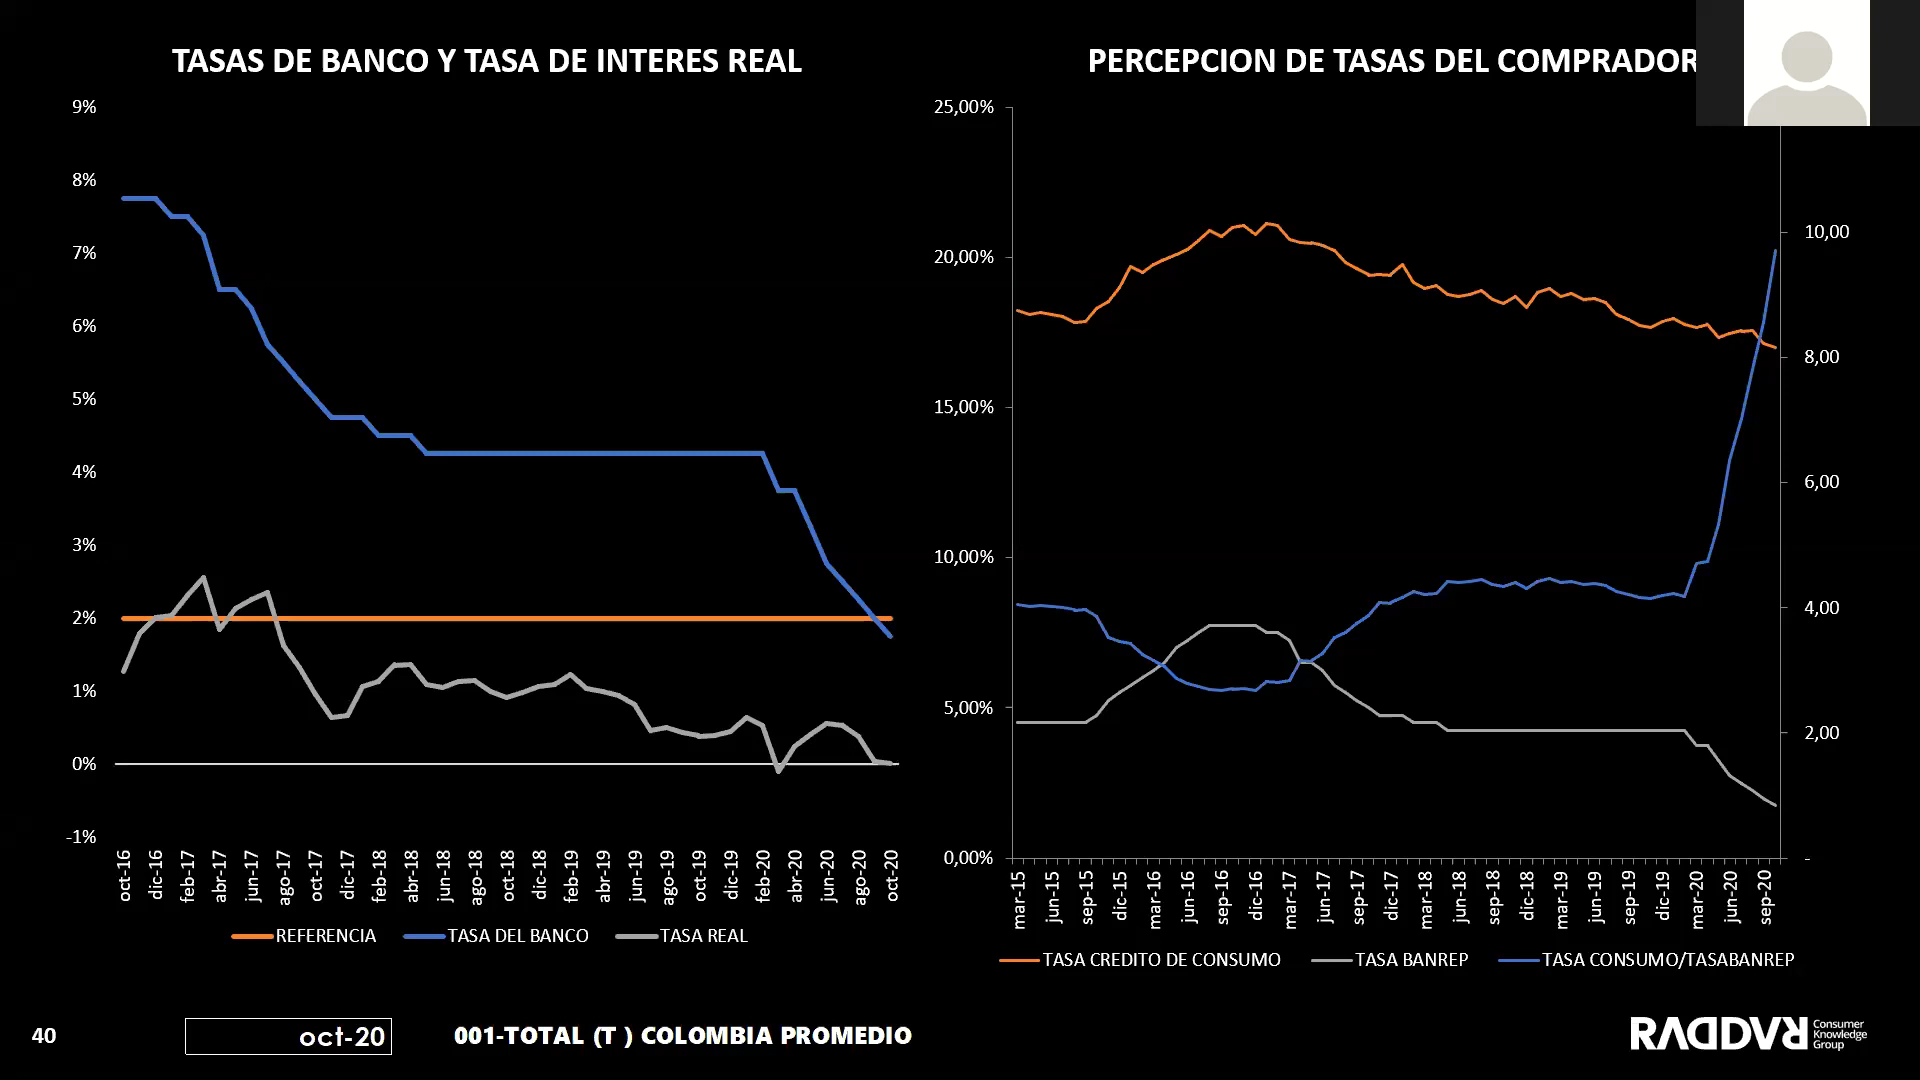 TASAS DE BANCO Y TASA DE INTERES REAL
9%
8%
7%
6%
5%
4%
3%
2%
1%
0%
-1%
oct-16
dic-16
feb-17
abr-17
jun-17
ago-17
oct-17
dic-17
feb-18
abr-18
jun-18
ago-18
oct-18
dic-18
feb-19
abr-19
jun-19
ago-19
oct-19
dic-19
feb-20
abr-20
jun-20
ago-20
oct-20
REFERENCIA TASA DEL BANCO TASA REAL
PERCEPCION DE TASAS DEL COMPRADOR
25,00%
20,00%
15,00%
10,00%
5,00%
0,00%
10,00
8,00
6,00
4,00
2,00
-
mar-15
jun-15
sep-15
dic-15
mar-16
jun-16
sep-16
dic-16
mar-17
jun-17
sep-17
dic-17
mar-18
jun-18
sep-18
dic-18
mar-19
jun-19
sep-19
dic-19
mar-20
jun-20
sep-20
TASA CREDITO DE CONSUMO TASA BANREP TASA CONSUMO/TASABANREP
40
oct-20
001-TOTAL (T ) COLOMBIA PROMEDIO
RADDAR
Consumer
Knowledge
Group